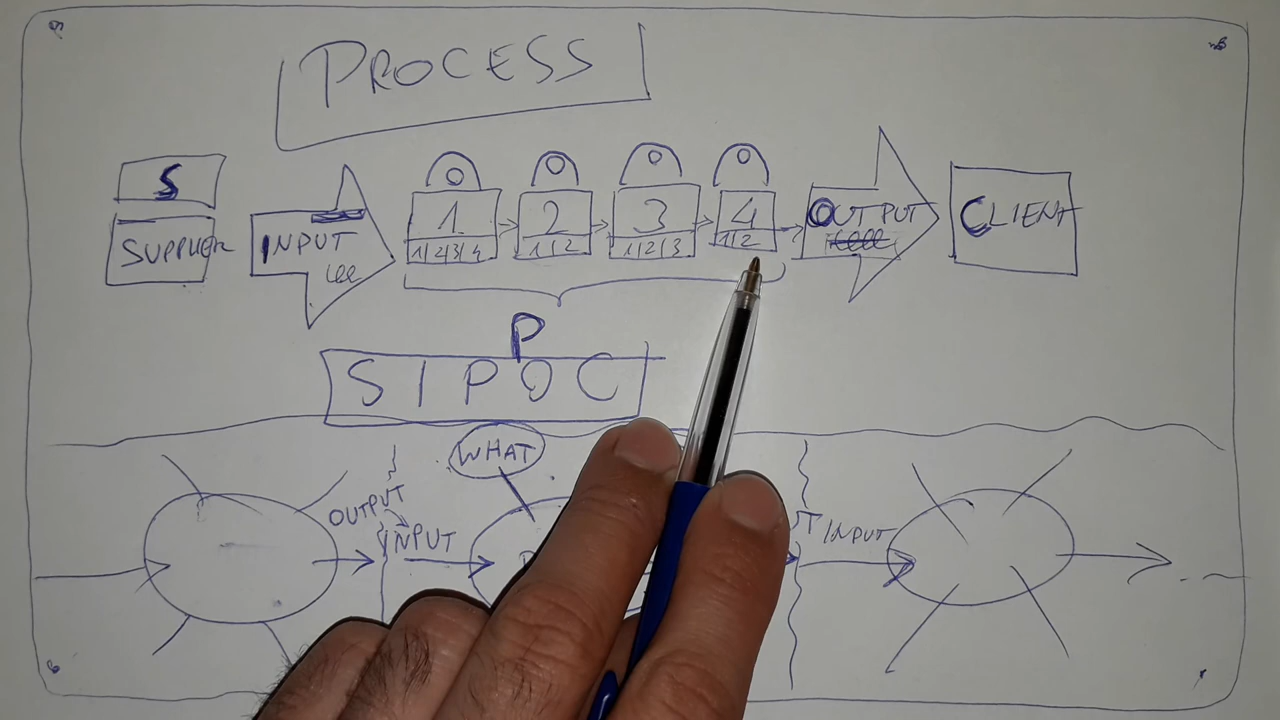 PROCESS
S
SUPPLIER
INPUT
1 2 3 4
1|2|3|4 1|2 1|2|3 1|2
OUTPUT
CLIENT
P
SIPOC
WHAT
OUTPUT
INPUT
INPUT